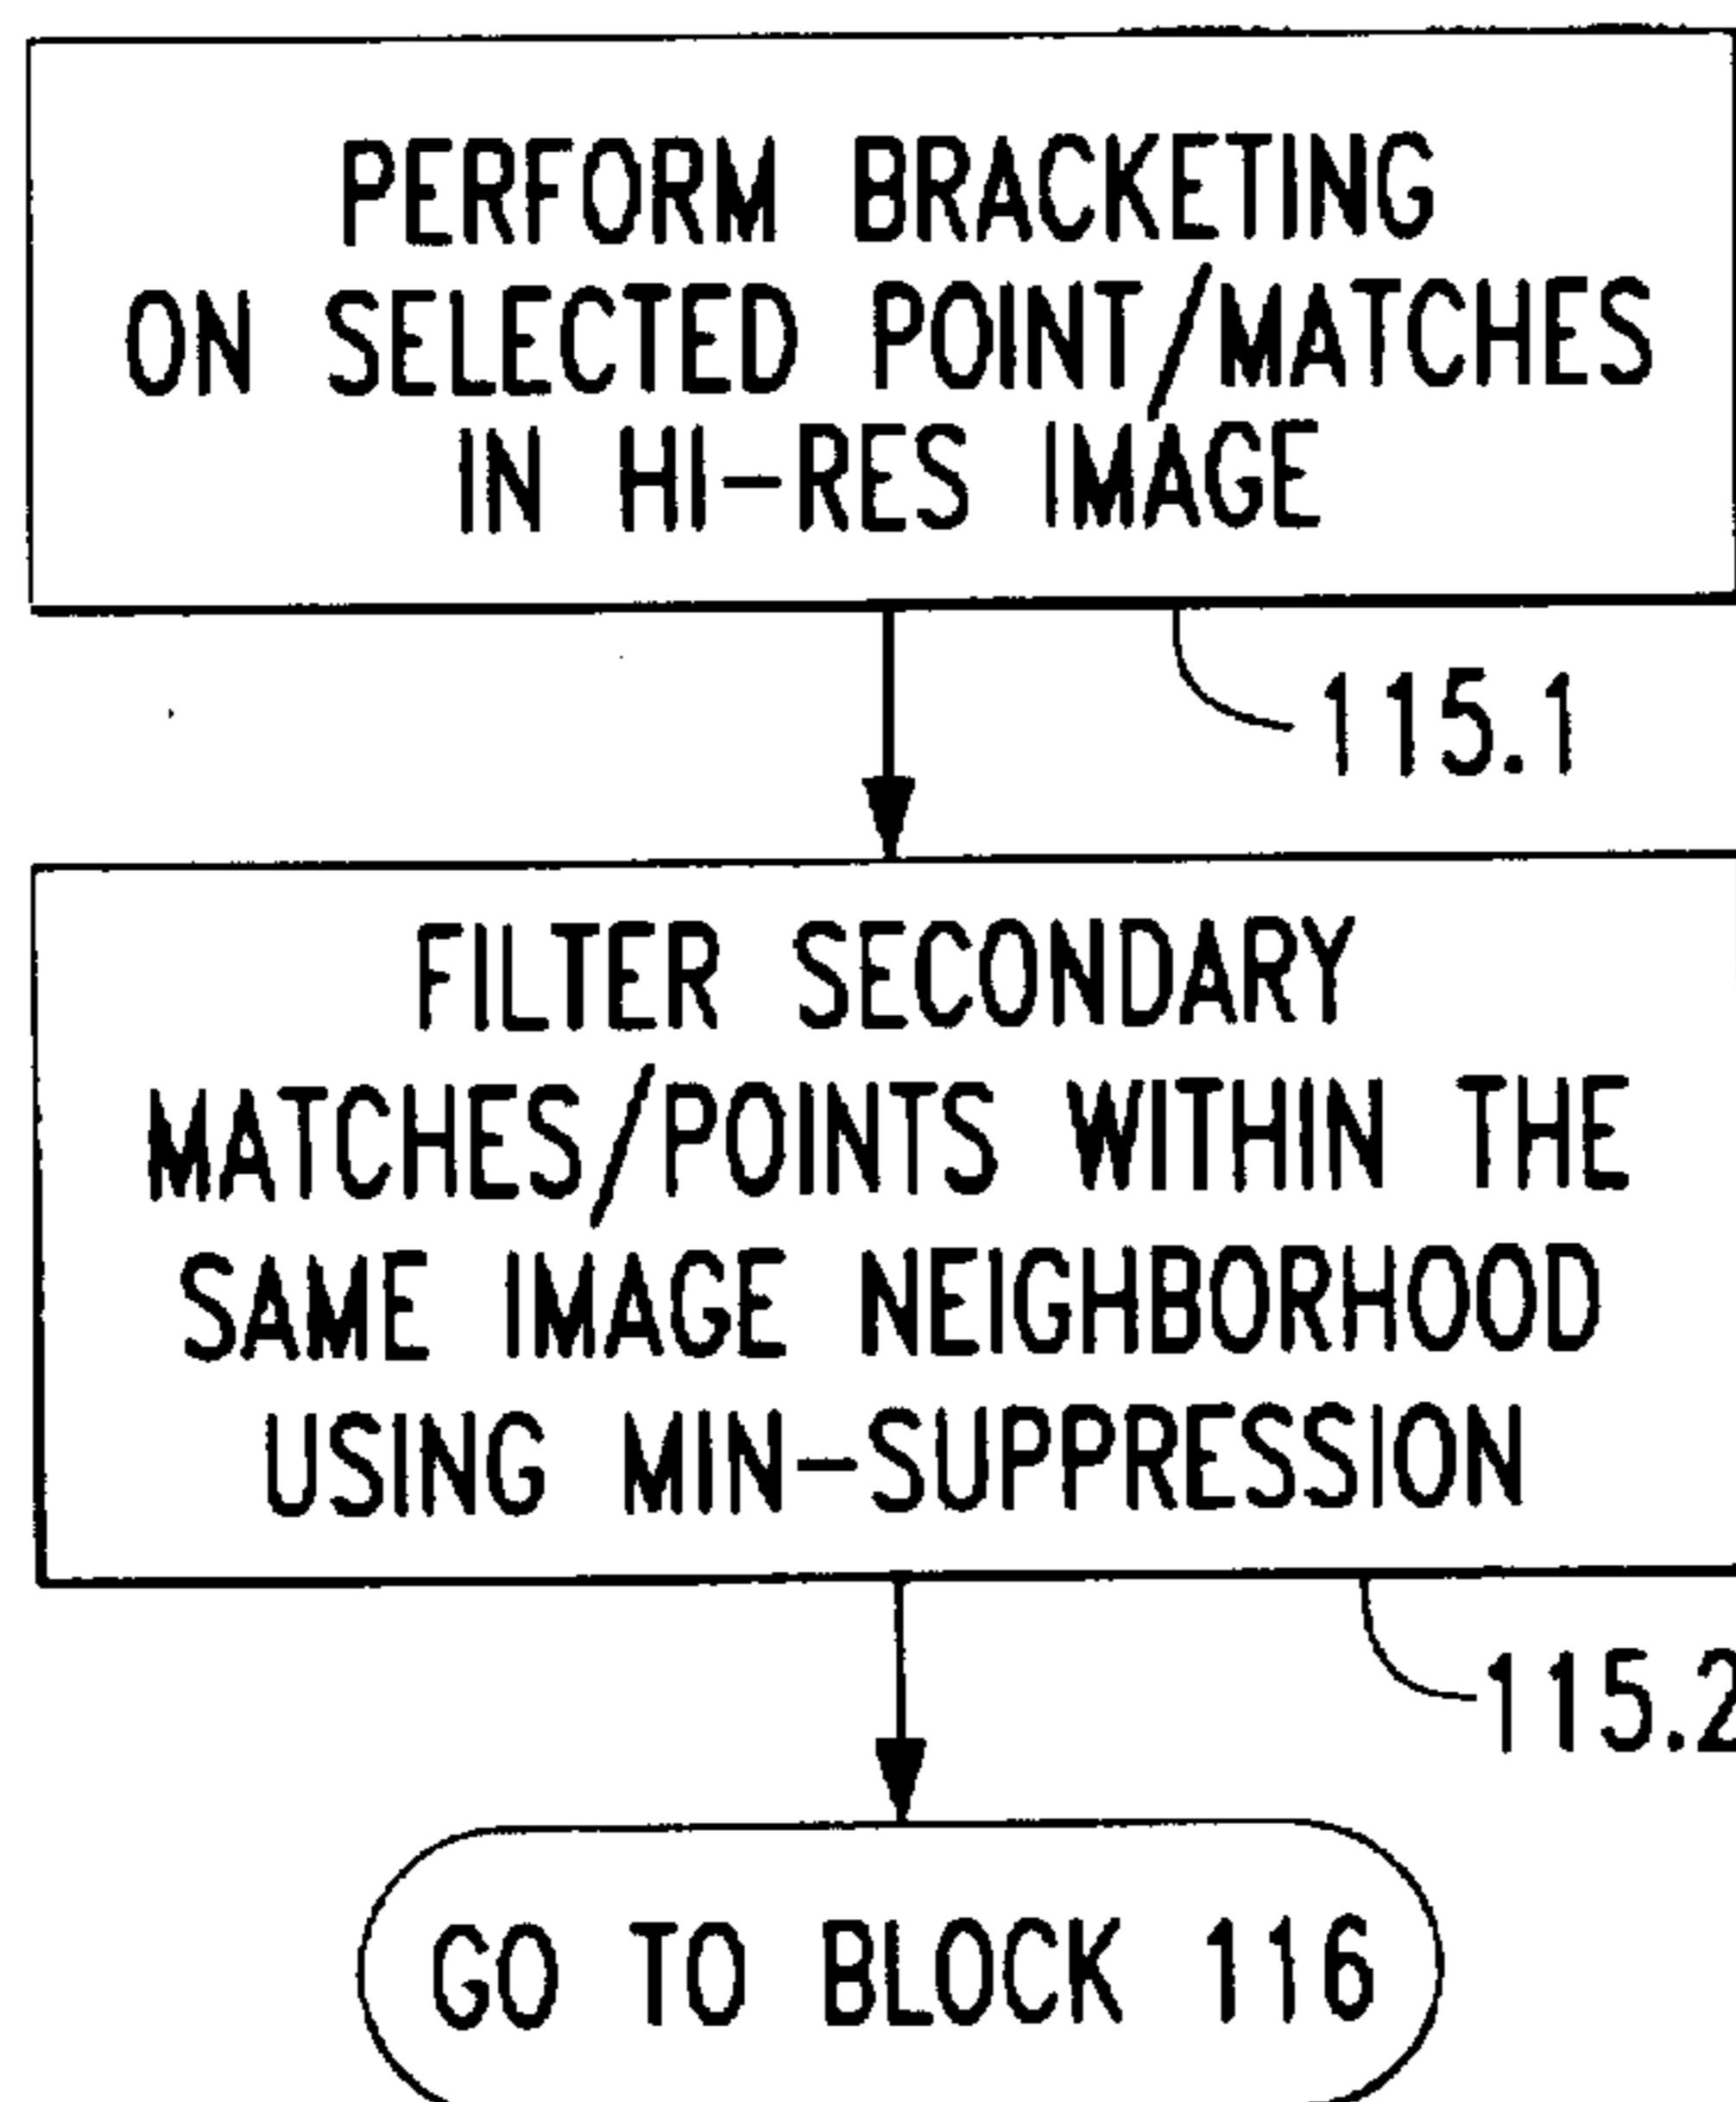 PERFORM BRACKETING
ON SELECTED POINT/MATCHES
IN HI-RES IMAGE
115.1
FILTER SECONDARY
MATCHES/POINTS WITHIN THE
SAME IMAGE NEIGHBORHOOD
USING MIN-SUPPRESSION
115.2
GO TO BLOCK 116